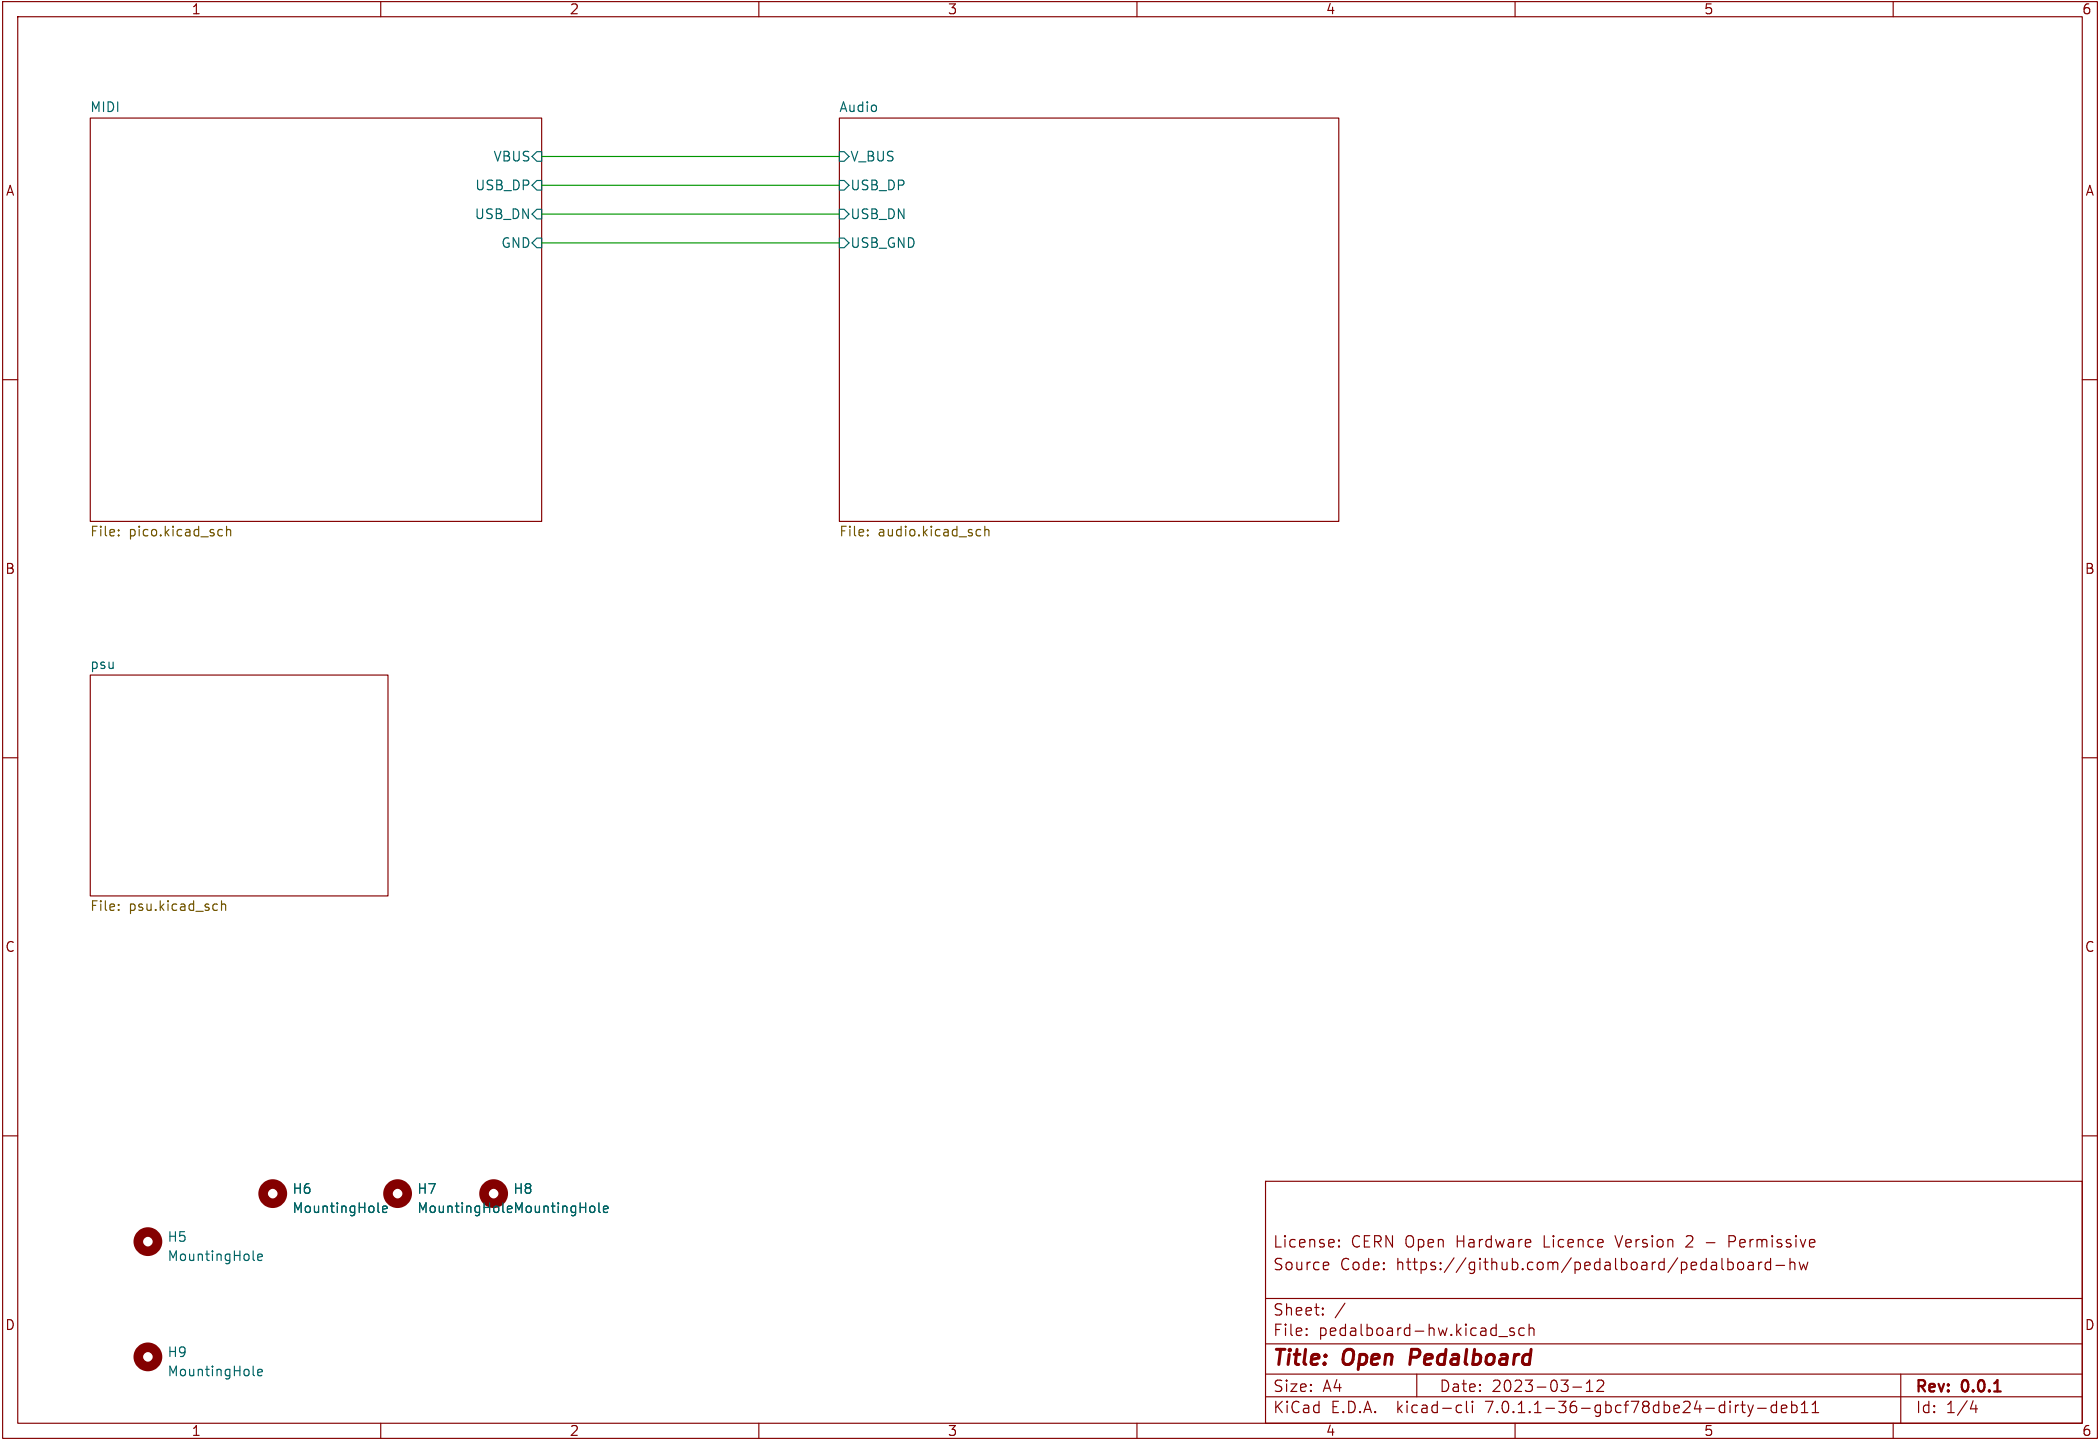 1 2 3 4 5 6
MIDI
Audio
VBUS
V_BUS
USB_DP
USB_DP
A
A
USB_DN
USB_DN
GND
USB_GND
File: pico.kicad_sch
File: audio.kicad_sch
B
B
psu
File: psu.kicad_sch
C
C
H6
MountingHole
H7
MountingHole
H8
MountingHole
H5
MountingHole
License: CERN Open Hardware Licence Version 2 - Permissive
Source Code: https://github.com/pedalboard/pedalboard-hw
Sheet: /
File: pedalboard-hw.kicad_sch
D
D
H9
MountingHole
Title: Open Pedalboard
Size: A4
Date: 2023-03-12
Rev: 0.0.1
KiCad E.D.A. kicad-cli 7.0.1.1-36-gbcf78dbe24-dirty-deb11
Id: 1/4
1 2 3 4 5 6